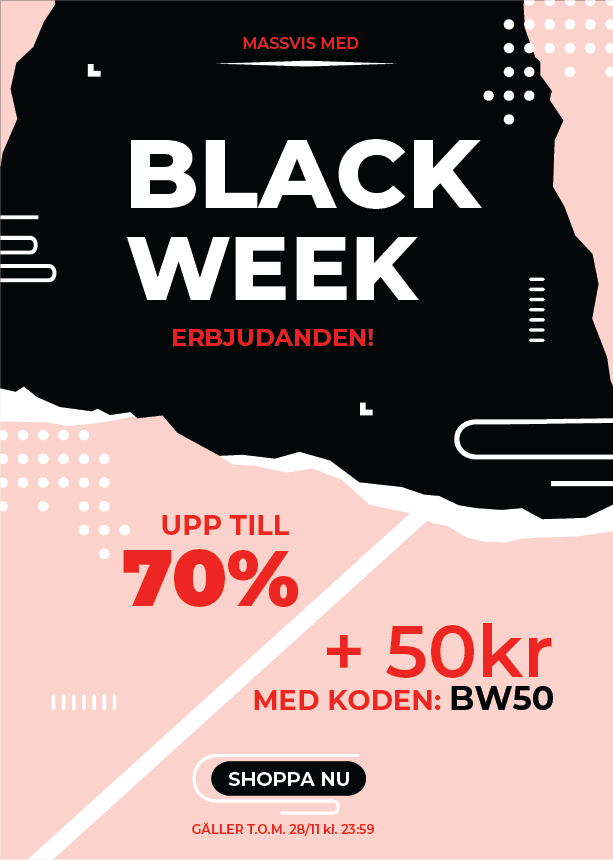 MASSVIS MED
BLACK
WEEK
ERBJUDANDEN!
UPP TILL
70%
+ 50kr
MED KODEN: BW50
SHOPPA NU
GÄLLER T.O.M. 28/11 kl. 23:59